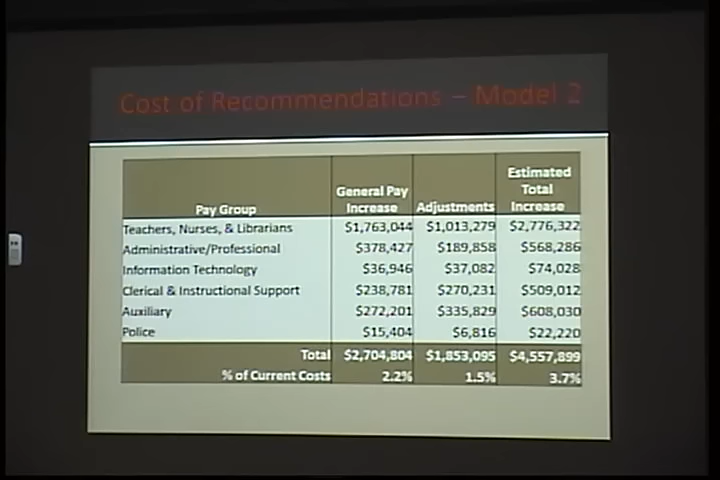 Cost of Recommendations – Model 2
Pay Group General Pay Increase Adjustments Estimated Total Increase
Teachers, Nurses, & Librarians $1,763,044 $1,013,279 $2,776,322
Administrative/Professional $378,427 $189,858 $568,286
Information Technology $36,946 $37,082 $74,028
Clerical & Instructional Support $238,781 $270,231 $509,012
Auxiliary $272,201 $335,829 $608,030
Police $15,404 $6,816 $22,220
Total $2,704,804 $1,853,095 $4,557,899
% of Current Costs 2.2% 1.5% 3.7%